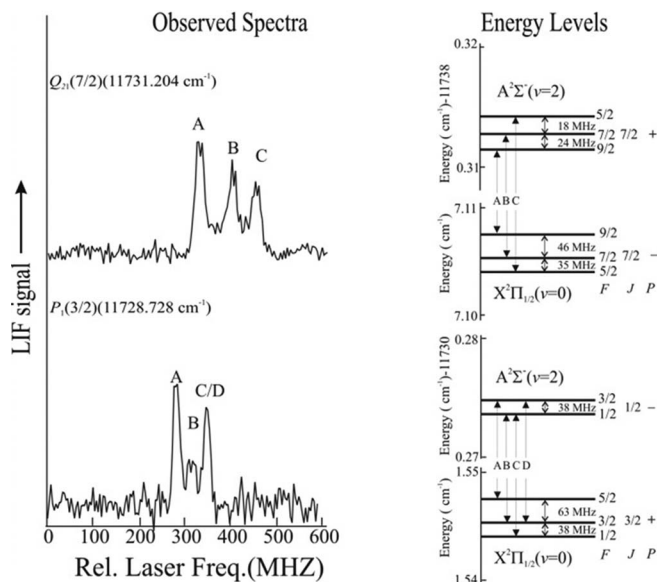 Observed Spectra
Energy Levels
Q₂₁(7/2)(11731.204 cm⁻¹)
A
B
C
LIF signal
P₁(3/2)(11728.728 cm⁻¹)
A
B
C/D
0 100 200 300 400 500 600
Rel. Laser Freq.(MHZ)
Energy ( cm⁻¹)-11738
0.32
0.31
A²Σ⁻(ν=2)
5/2
18 MHz
7/2 7/2 +
24 MHz
9/2
A B C
Energy ( cm⁻¹)
7.11
7.10
9/2
46 MHz
7/2 7/2 −
35 MHz
5/2
X²Π₁/₂(ν=0)
F J P
Energy ( cm⁻¹)-11730
0.28
0.27
A²Σ⁻(ν=2)
3/2
38 MHz 1/2 −
1/2
A B C D
Energy ( cm⁻¹)
1.55
1.54
5/2
63 MHz
3/2 3/2 +
38 MHz
1/2
X²Π₁/₂(ν=0)
F J P